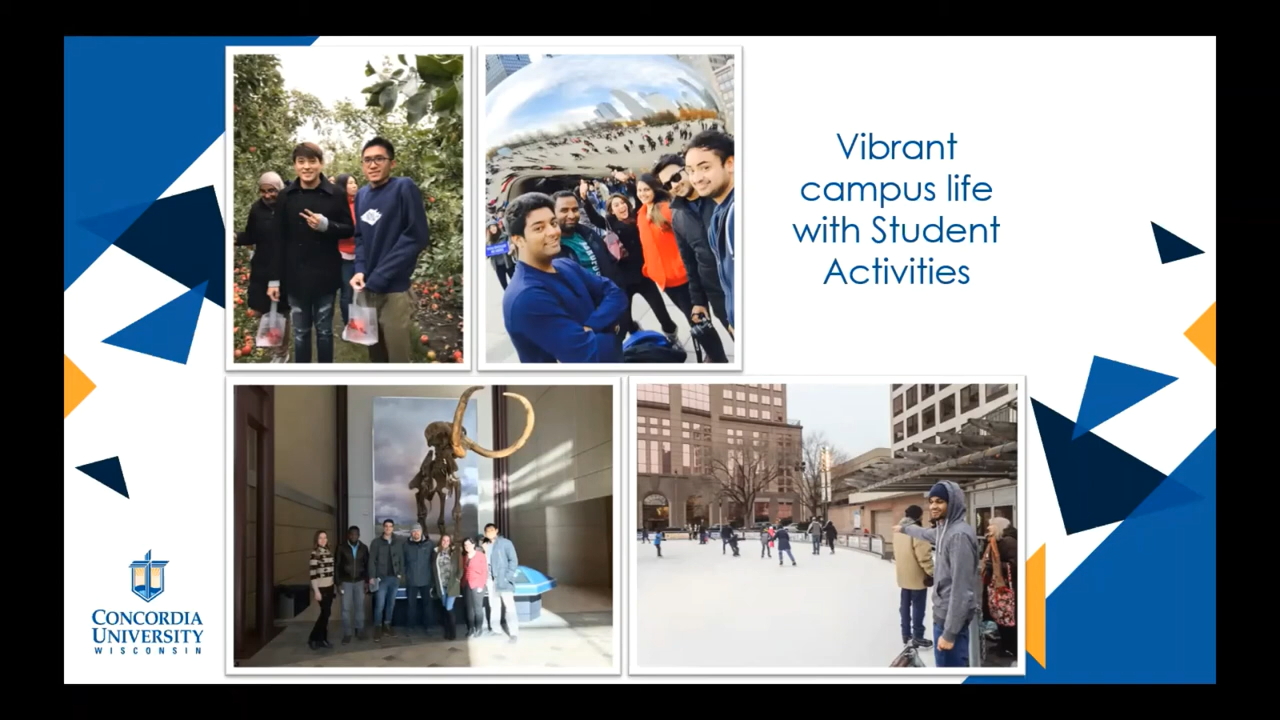 Vibrant
campus life
with Student
Activities
CONCORDIA
UNIVERSITY
WISCONSIN